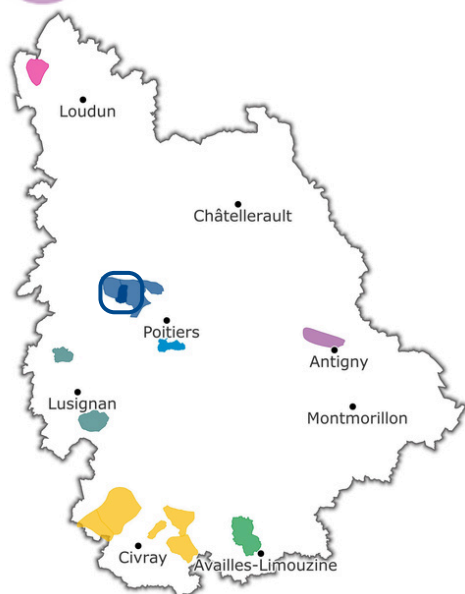 Loudun
Châtellerault
Poitiers
Antigny
Lusignan
Montmorillon
Civray
Availles-Limouzine